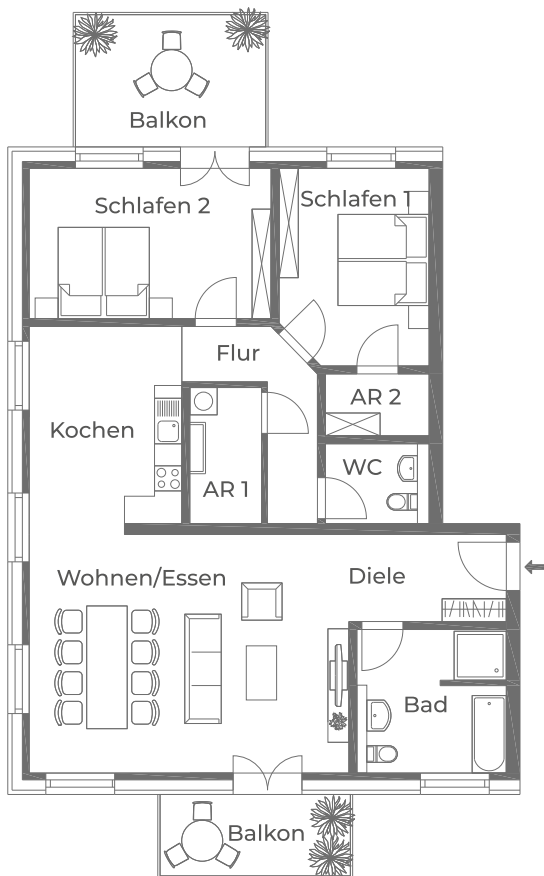 Balkon
Schlafen 2
Schlafen 1
Flur
AR 2
Kochen
WC
AR 1
Wohnen/Essen
Diele
Bad
Balkon